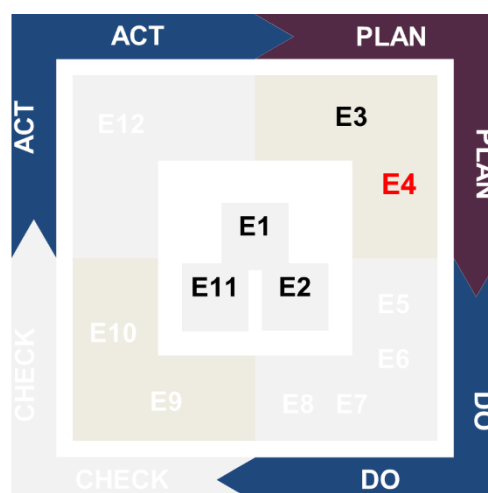 ACT
PLAN
ACT
PLAN
E12
E3
E4
E1
E11
E2
E5
E10
E6
E9
E8
E7
CHECK
DO
CHECK
DO